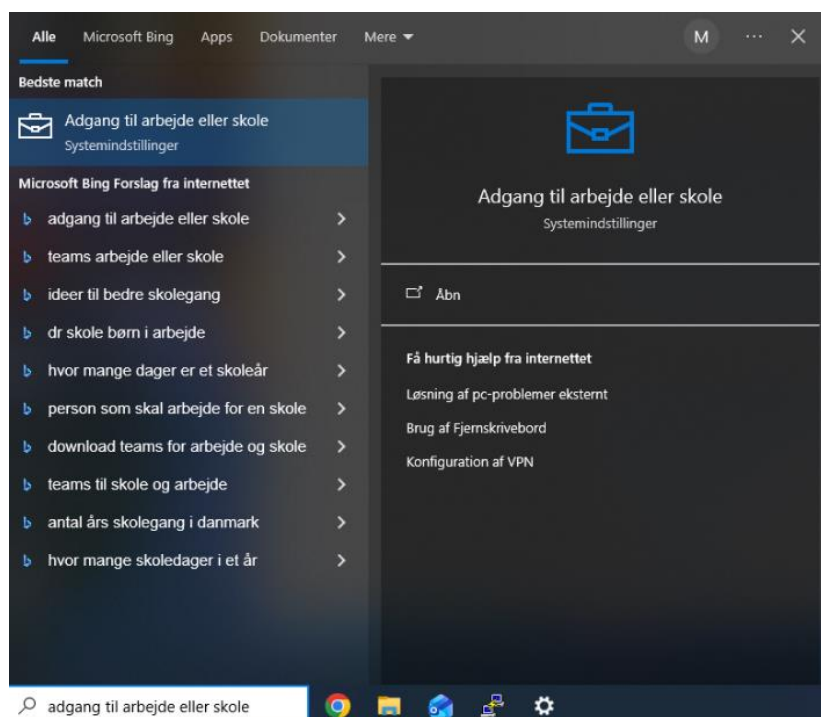 Alle Microsoft Bing Apps Dokumenter Mere M
Bedste match
Adgang til arbejde eller skole
Systemindstillinger
Microsoft Bing Forslag fra internettet
adgang til arbejde eller skole
teams arbejde eller skole
ideer til bedre skolegang
dr skole børn i arbejde
hvor mange dager er et skoleår
person som skal arbejde for en skole
download teams for arbejde og skole
teams til skole og arbejde
antal års skolegang i danmark
hvor mange skoledager i et år
Adgang til arbejde eller skole
Systemindstillinger
Åbn
Få hurtig hjælp fra internettet
Løsning af pc-problemer eksternt
Brug af Fjernskrivebord
Konfiguration af VPN
adgang til arbejde eller skole